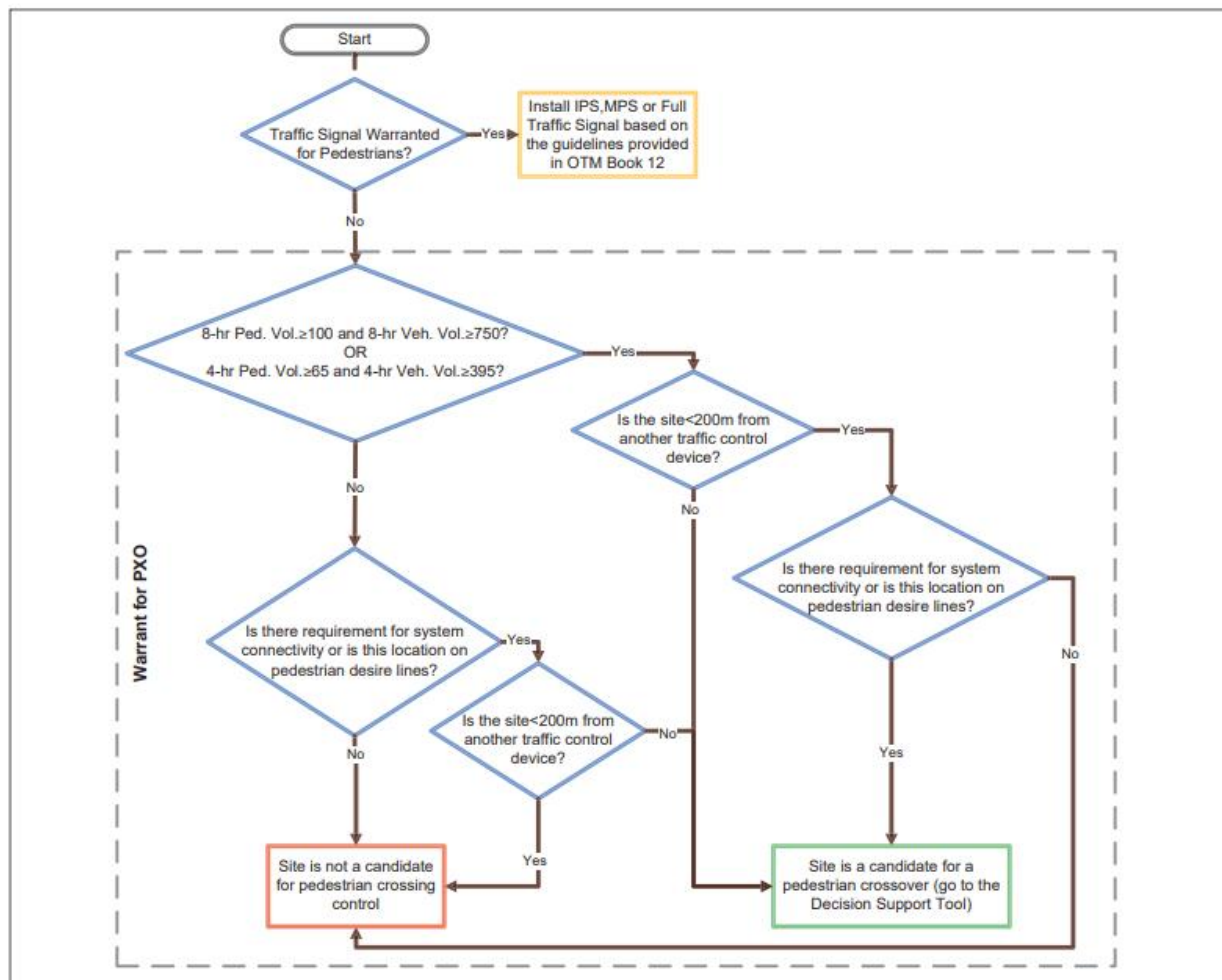 Start
Traffic Signal Warranted
for Pedestrians?
Yes
Install IPS,MPS or Full
Traffic Signal based on
the guidelines provided
in OTM Book 12
No
8-hr Ped. Vol.≥100 and 8-hr Veh. Vol.≥750?
OR
4-hr Ped. Vol.≥65 and 4-hr Veh. Vol.≥395?
Yes
Is the site<200m from
another traffic control
device?
Yes
No
No
Is there requirement for system
connectivity or is this location on
pedestrian desire lines?
No
Yes
Warrant for PXO
Is there requirement for system
connectivity or is this location on
pedestrian desire lines?
Yes
No
Is the site<200m from
another traffic control
device?
No
Yes
Site is not a candidate
for pedestrian crossing
control
Site is a candidate for a
pedestrian crossover (go to the
Decision Support Tool)